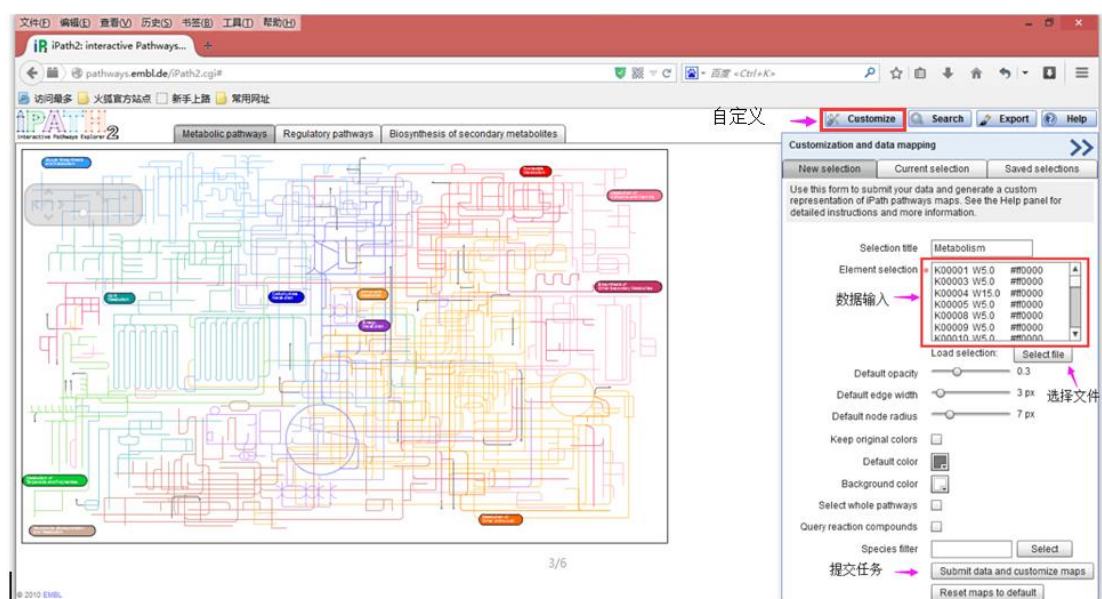 文件(F) 编辑(E) 查看(V) 历史(S) 书签(B) 工具(T) 帮助(H)
iR iPath2: interactive Pathways... +
pathways.embl.de/iPath2.cgi#
百度 <Ctrl+K>
访问最多 火狐官方站点 新手上路 常用网址
iPATH2
Interactive Pathways Explorer
Metabolic pathways Regulatory pathways Biosynthesis of secondary metabolites
自定义
Customize Search Export Help
Customization and data mapping
New selection Current selection Saved selections
Use this form to submit your data and generate a custom
representation of iPath pathways maps. See the Help panel for
detailed instructions and more information.
Selection title Metabolism
Element selection
K00001 W5.0 #ff0000
K00003 W5.0 #ff0000
K00004 W15.0 #ff0000
K00005 W5.0 #ff0000
K00008 W5.0 #ff0000
K00009 W5.0 #ff0000
K00010 W5.0 #ff0000
数据输入
Load selection: Select file
选择文件
Default opacity 0.3
Default edge width 3 px
Default node radius 7 px
Keep original colors
Default color
Background color
Select whole pathways
Query reaction compounds
Species filter Select
提交任务
Submit data and customize maps
Reset maps to default
3/6
© 2010 EMBL